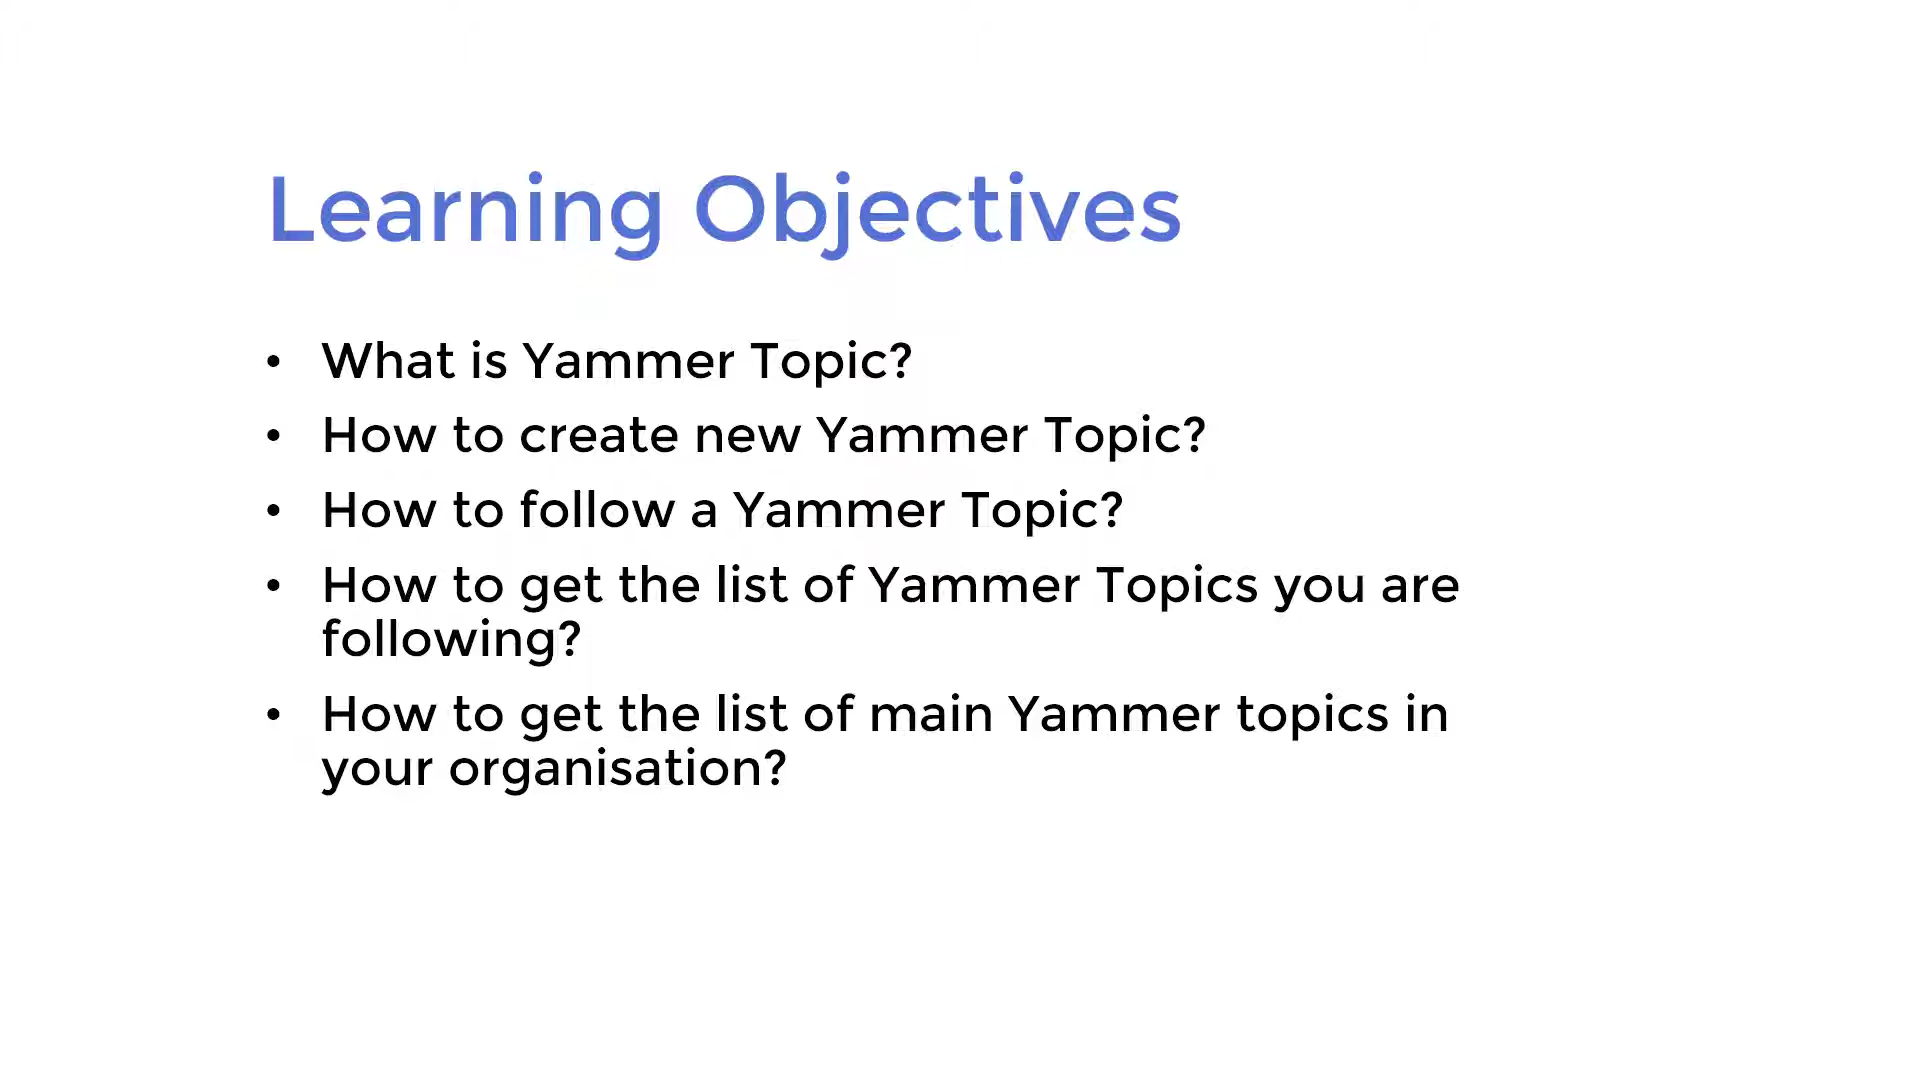 Learning Objectives
• What is Yammer Topic?
• How to create new Yammer Topic?
• How to follow a Yammer Topic?
• How to get the list of Yammer Topics you are
following?
• How to get the list of main Yammer topics in
your organisation?